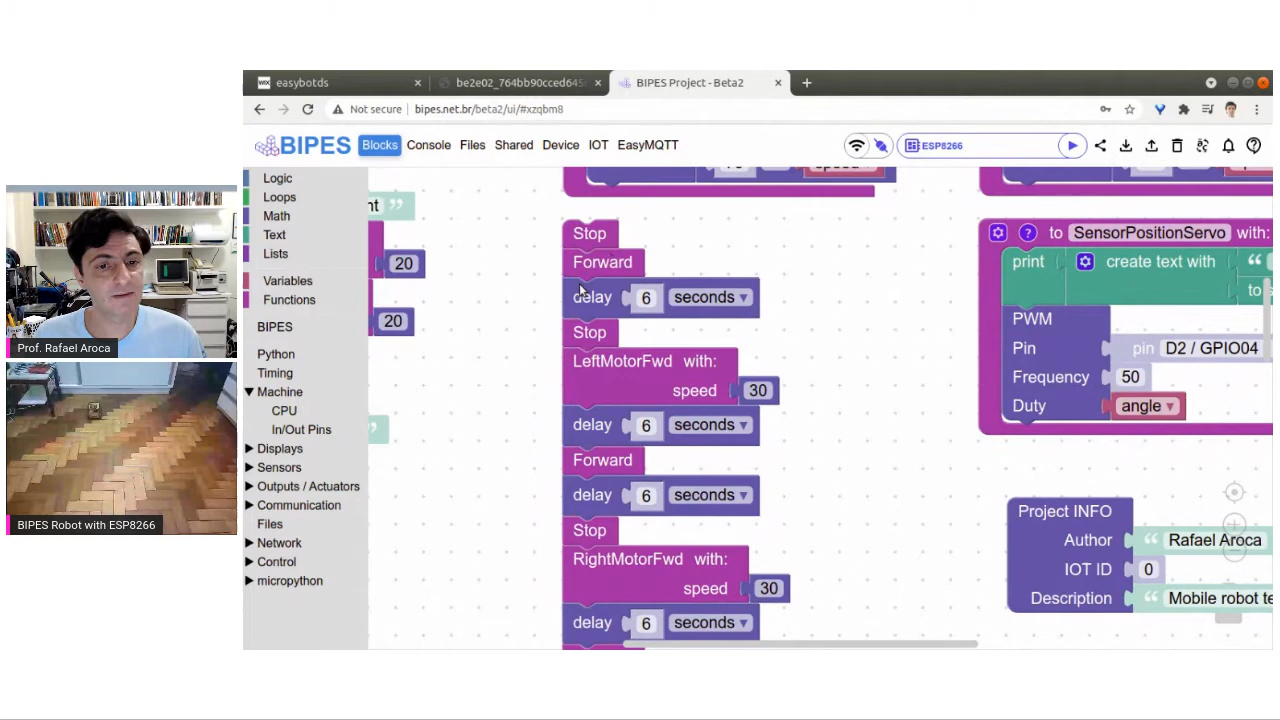 WIX easybotds
be2e02_764bb90cced645
BIPES Project - Beta2
Not secure
bipes.net.br/beta2/ui/#xzqbm8
BIPES
Blocks
Console
Files
Shared
Device
IOT
EasyMQTT
ESP8266
Logic
Loops
Math
Text
Lists
Variables
Functions
BIPES
Python
Timing
Machine
CPU
In/Out Pins
Displays
Sensors
Outputs / Actuators
Communication
Files
Network
Control
micropython
nt ”
20
20
”
Stop
Forward
delay 6 seconds
Stop
LeftMotorFwd with:
speed 30
delay 6 seconds
Forward
delay 6 seconds
Stop
RightMotorFwd with:
speed 30
delay 6 seconds
? to SensorPositionServo with:
print create text with “
to
PWM
Pin pin D2 / GPIO04
Frequency 50
Duty angle
Project INFO
Author “ Rafael Aroca
IOT ID 0
Description “ Mobile robot te
Prof. Rafael Aroca
BIPES Robot with ESP8266